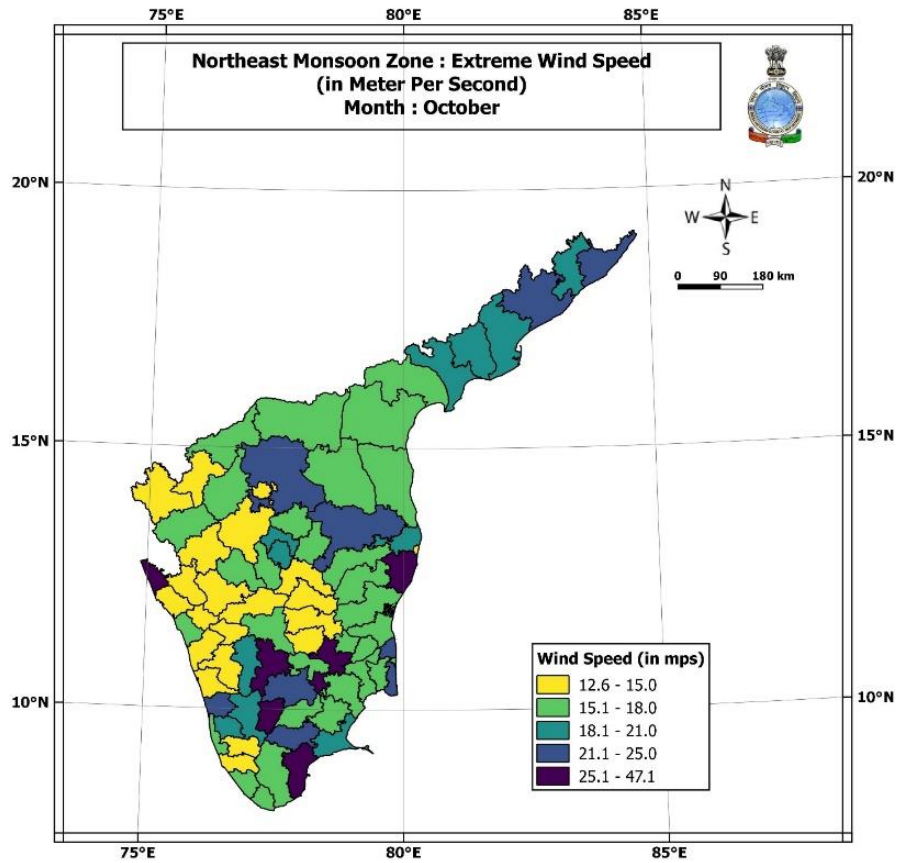 75°E 80°E 85°E
Northeast Monsoon Zone : Extreme Wind Speed
(in Meter Per Second)
Month : October
20°N 20°N
N
W E
S
0 90 180 km
15°N 15°N
Wind Speed (in mps)
12.6 - 15.0
10°N 10°N
15.1 - 18.0
18.1 - 21.0
21.1 - 25.0
25.1 - 47.1
75°E 80°E 85°E